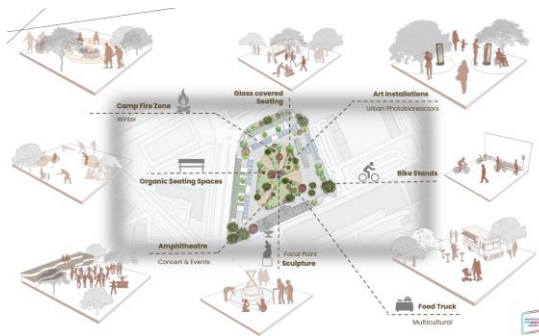 Glass covered
Seating
Art Installations
Urban Photobioreactors
Camp Fire Zone
Winter
Organic Seating Spaces
Bike Stands
Amphitheatre
Concert & Events
Focal Point
Sculpture
Food Truck
Multicultural